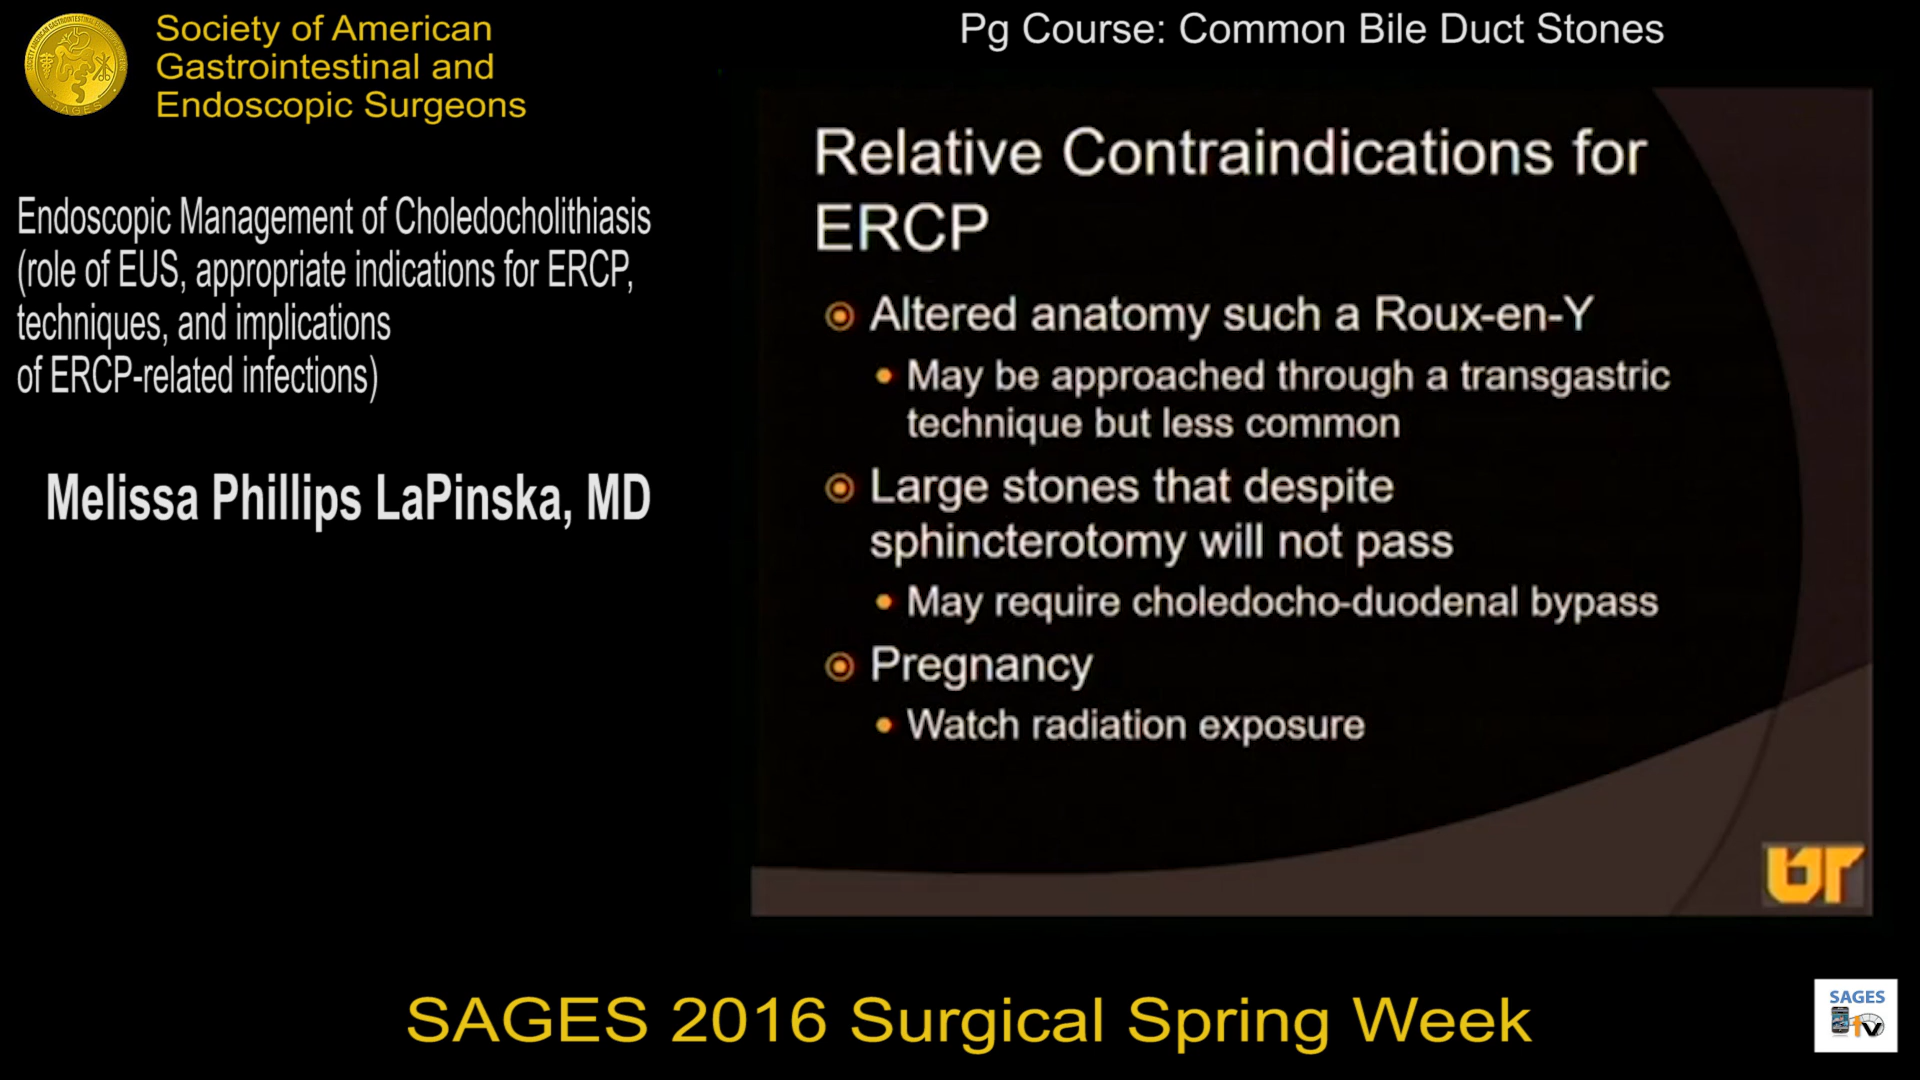 Society of American
Gastrointestinal and
Endoscopic Surgeons
Pg Course: Common Bile Duct Stones
Endoscopic Management of Choledocholithiasis
(role of EUS, appropriate indications for ERCP,
techniques, and implications
of ERCP-related infections)
Melissa Phillips LaPinska, MD
Relative Contraindications for
ERCP
Altered anatomy such a Roux-en-Y
May be approached through a transgastric
technique but less common
Large stones that despite
sphincterotomy will not pass
May require choledocho-duodenal bypass
Pregnancy
Watch radiation exposure
UT
SAGES 2016 Surgical Spring Week
SAGES
tv